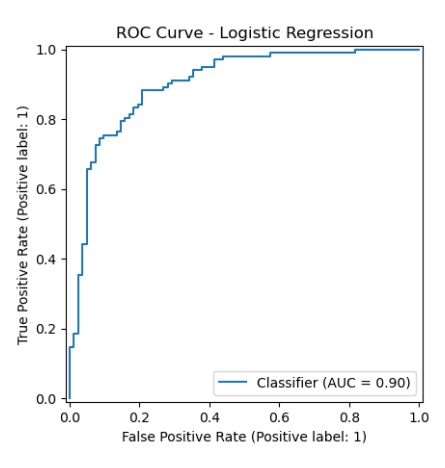 ROC Curve - Logistic Regression
True Positive Rate (Positive label: 1)
1.0
0.8
0.6
0.4
0.2
0.0
Classifier (AUC = 0.90)
0.0 0.2 0.4 0.6 0.8 1.0
False Positive Rate (Positive label: 1)